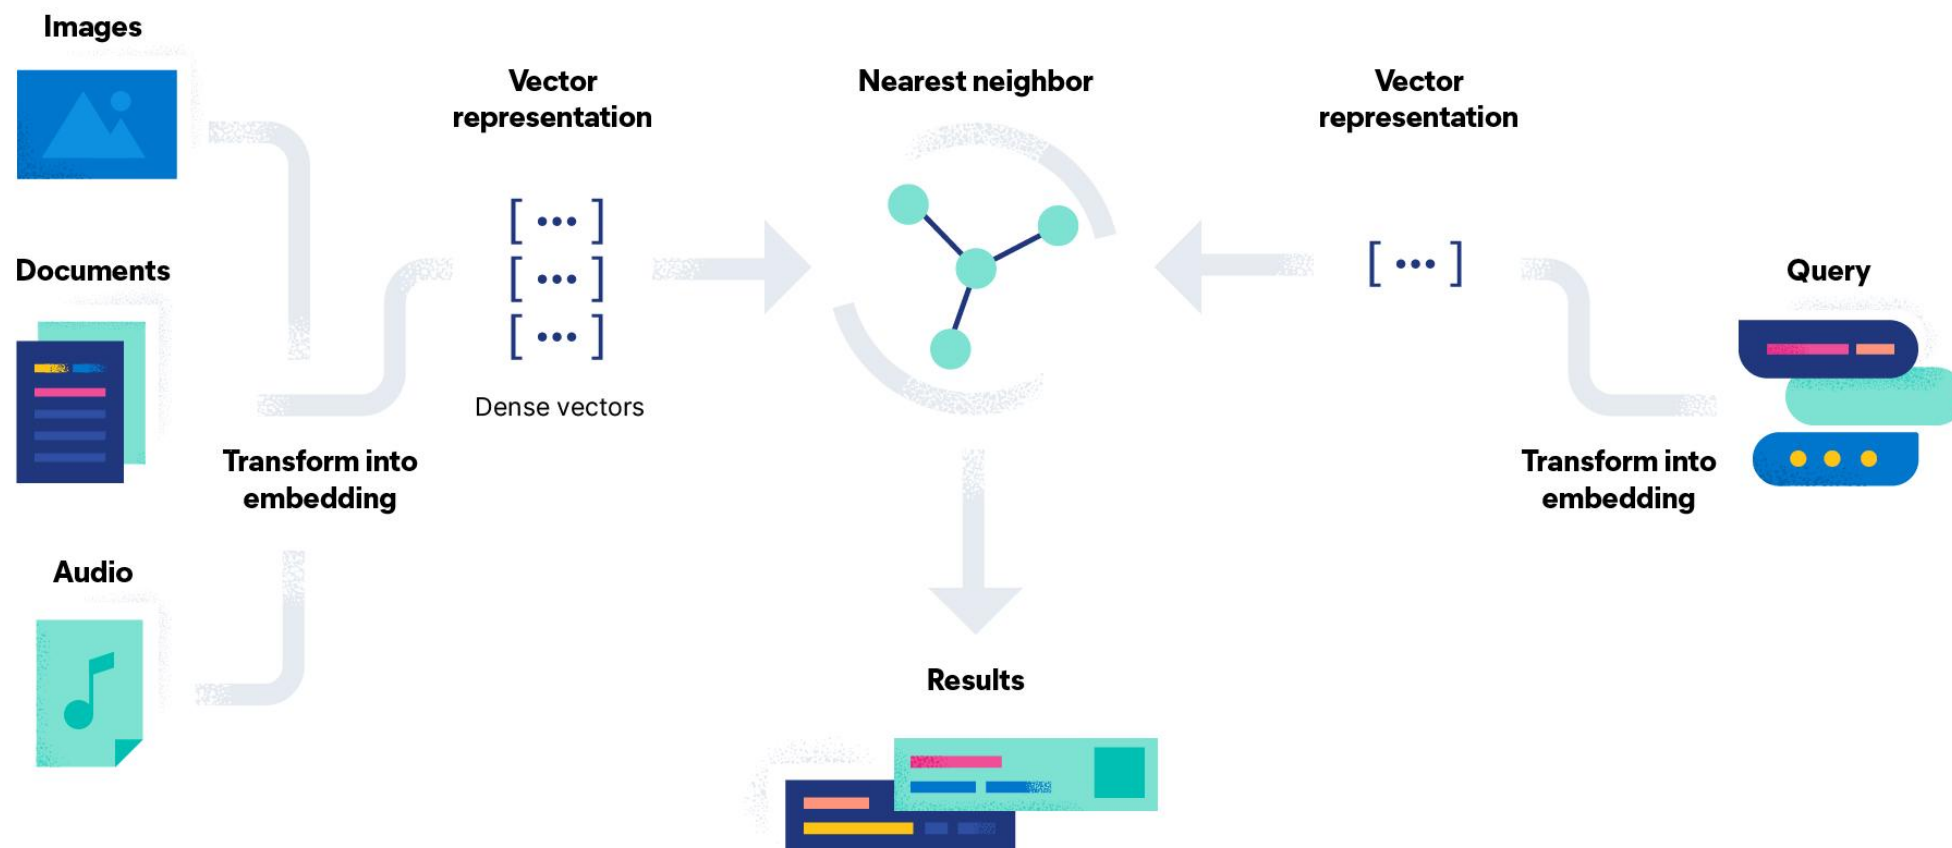 Images
Documents
Audio
Transform into
embedding
Vector
representation
[ ••• ]
[ ••• ]
[ ••• ]
Dense vectors
Nearest neighbor
Results
Vector
representation
[ ••• ]
Transform into
embedding
Query